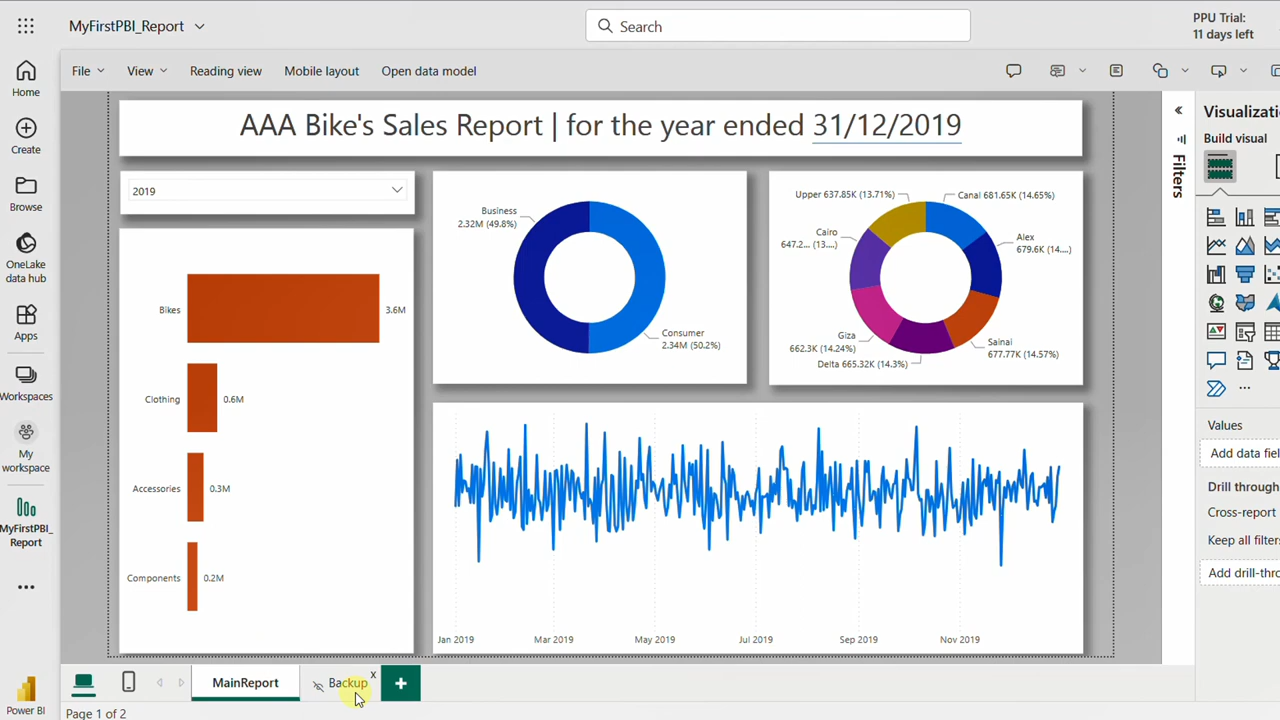 MyFirstPBI_Report
Search
PPU Trial:
11 days left
File
View
Reading view
Mobile layout
Open data model
Home
Create
Browse
OneLake
data hub
Apps
Workspaces
My
workspace
MyFirstPBI_
Report
Power BI
AAA Bike's Sales Report | for the year ended 31/12/2019
2019
Bikes
3.6M
Clothing
0.6M
Accessories
0.3M
Components
0.2M
Business
2.32M (49.8%)
Consumer
2.34M (50.2%)
Upper 637.85K (13.71%)
Canal 681.65K (14.65%)
Cairo
647.2... (13....)
Alex
679.6K (14....)
Giza
662.3K (14.24%)
Sainai
677.77K (14.57%)
Delta 665.32K (14.3%)
Jan 2019
Mar 2019
May 2019
Jul 2019
Sep 2019
Nov 2019
Filters
Visualizati
Build visual
Values
Add data fiel
Drill through
Cross-report
Keep all filters
Add drill-thro
MainReport
Backup
x
Page 1 of 2